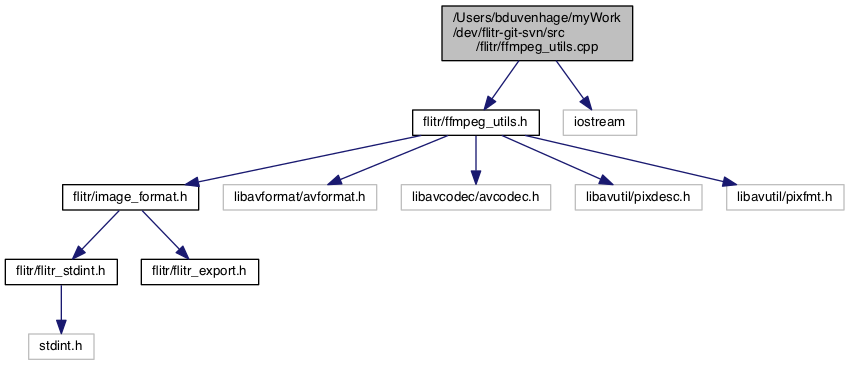 /Users/bduvenhage/myWork
/dev/flitr-git-svn/src
/flitr/ffmpeg_utils.cpp
flitr/ffmpeg_utils.h
iostream
flitr/image_format.h
libavformat/avformat.h
libavcodec/avcodec.h
libavutil/pixdesc.h
libavutil/pixfmt.h
flitr/flitr_stdint.h
flitr/flitr_export.h
stdint.h